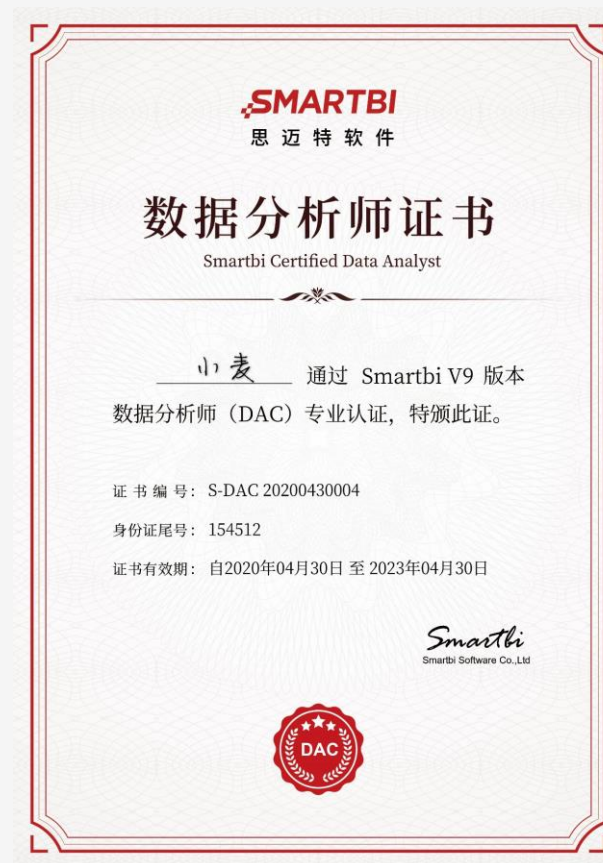 SMARTBI
思迈特软件
数据分析师证书
Smartbi Certified Data Analyst
小麦 通过 Smartbi V9 版本
数据分析师（DAC）专业认证，特颁此证。
证书编号：S-DAC 20200430004
身份证尾号：154512
证书有效期：自2020年04月30日 至 2023年04月30日
Smartbi
Smartbi Software Co.,Ltd
DAC